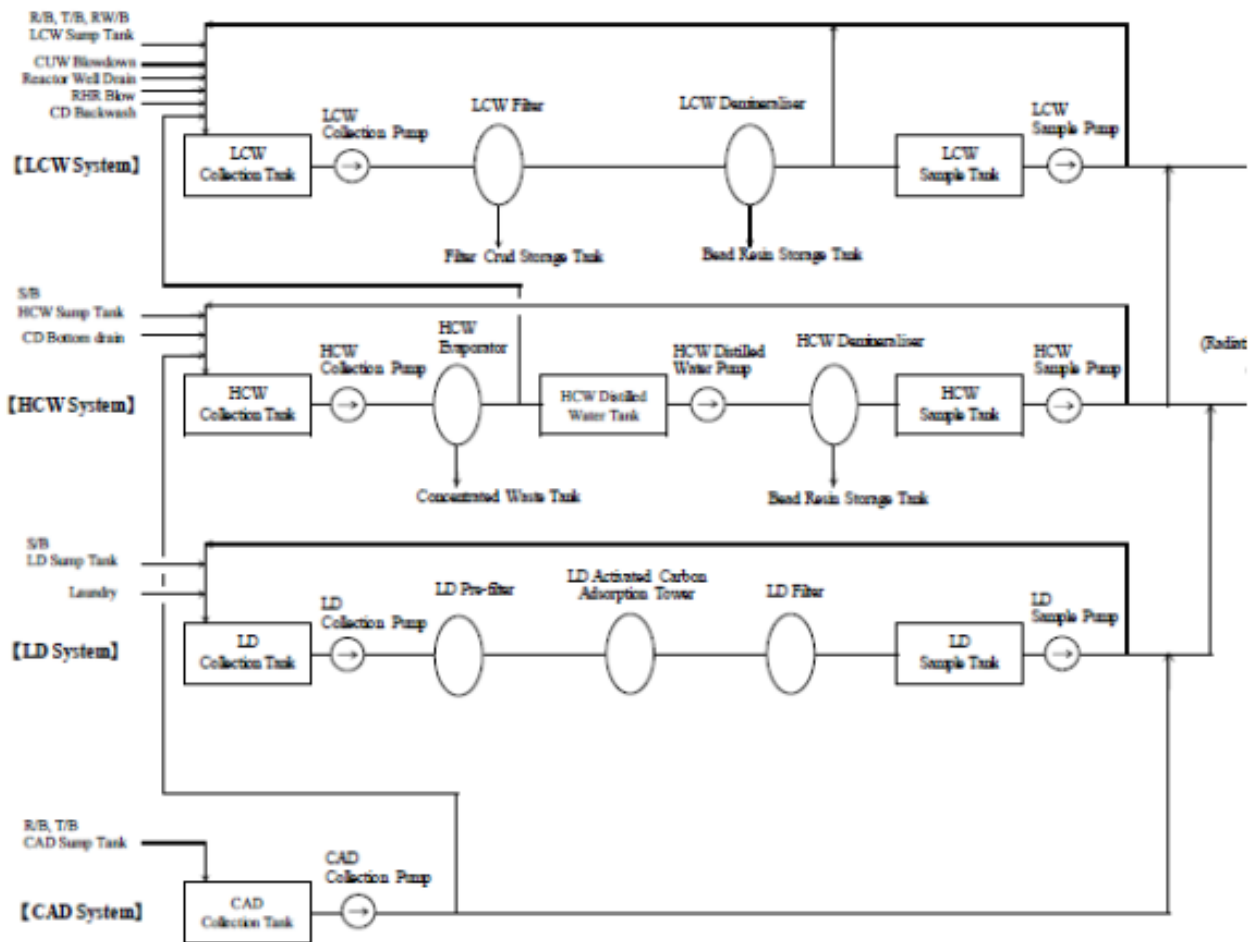 R/B, T/B, RW/B
LCW Sump Tank
CUW Blowdown
Reactor Well Drain
RHR Blow
CD Backwash
【LCW System】
LCW
Collection Tank
LCW
Collection Pump
LCW Filter
LCW Demineraliser
LCW
Sample Tank
LCW
Sample Pump
Filter Crud Storage Tank
Bead Resin Storage Tank
S/B
HCW Sump Tank
CD Bottom drain
【HCW System】
HCW
Collection Tank
HCW
Collection Pump
HCW
Evaporator
HCW Distilled
Water Tank
HCW Distilled
Water Pump
HCW Demineraliser
HCW
Sample Tank
HCW
Sample Pump
(Radiat
Concentrated Waste Tank
Bead Resin Storage Tank
S/B
LD Sump Tank
Laundry
【LD System】
LD
Collection Tank
LD
Collection Pump
LD Pre-filter
LD Activated Carbon
Adsorption Tower
LD Filter
LD
Sample Tank
LD
Sample Pump
R/B, T/B
CAD Sump Tank
【CAD System】
CAD
Collection Tank
CAD
Collection Pump